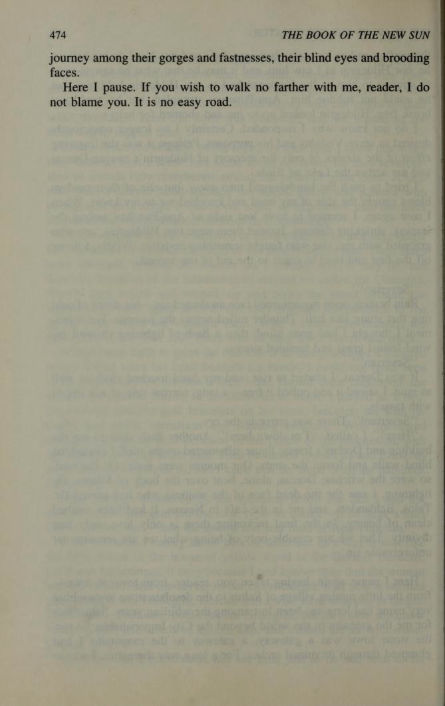 474 THE BOOK OF THE NEW SUN
journey among their gorges and fastnesses, their blind eyes and brooding
faces.
Here I pause. If you wish to walk no farther with me, reader, I do
not blame you. It is no easy road.